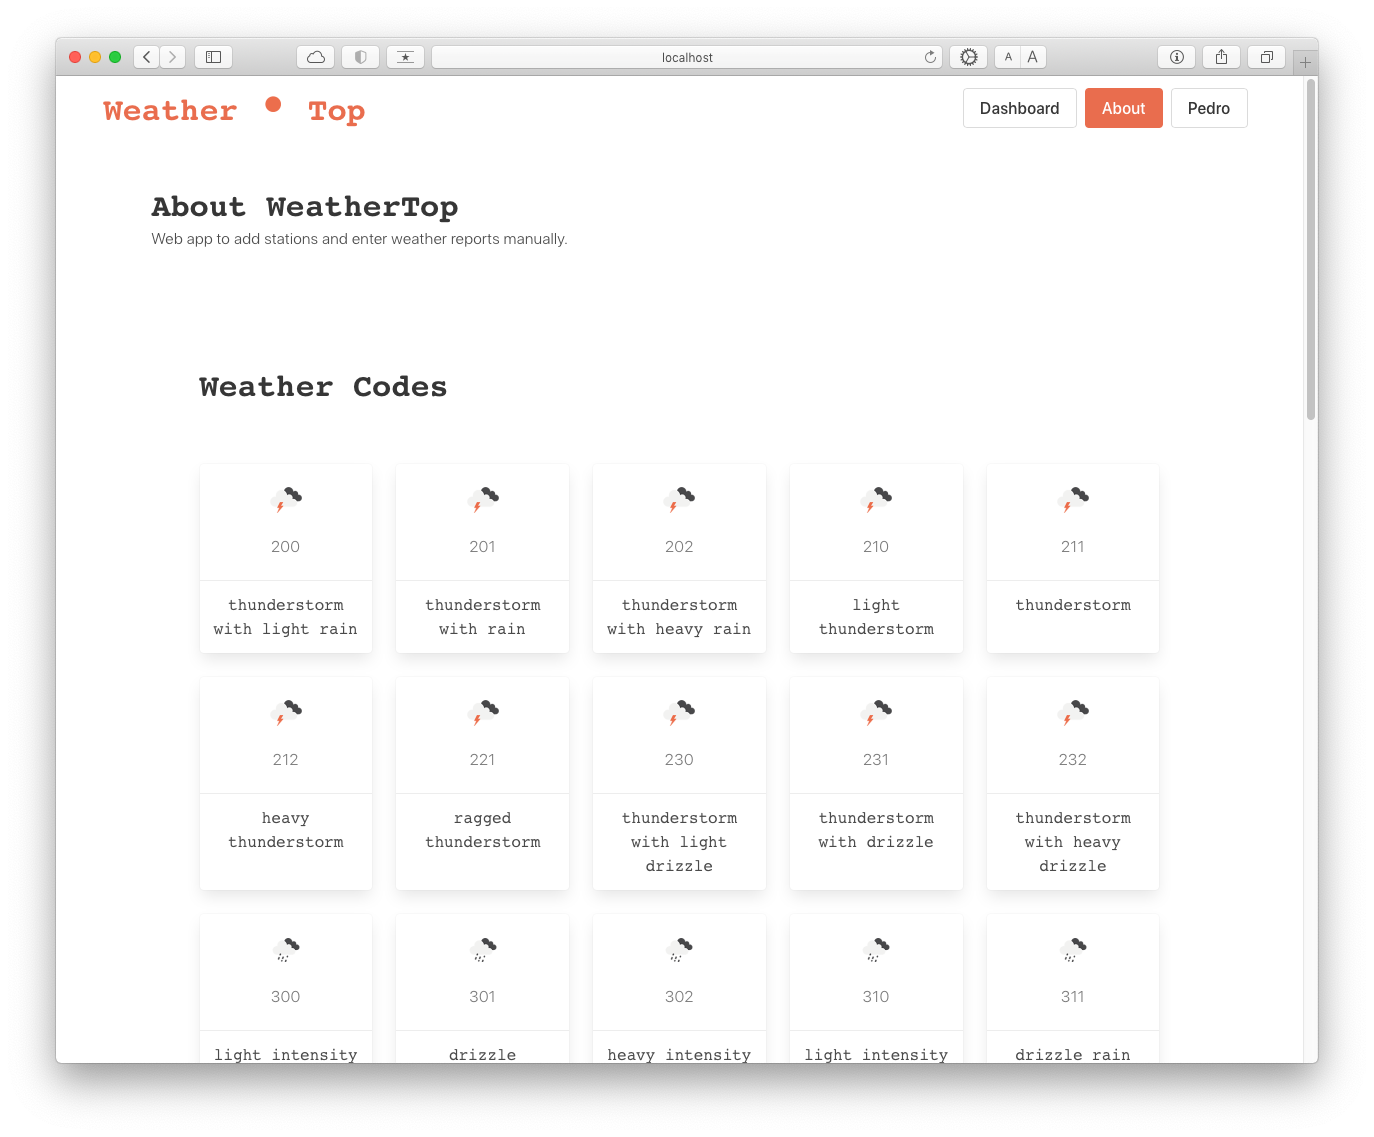 localhost
A A
Weather Top
Dashboard About Pedro
About WeatherTop
Web app to add stations and enter weather reports manually.
Weather Codes
200 201 202 210 211
thunderstorm thunderstorm thunderstorm light thunderstorm
with light rain with rain with heavy rain thunderstorm
212 221 230 231 232
heavy ragged thunderstorm thunderstorm thunderstorm
thunderstorm thunderstorm with light with drizzle with heavy
drizzle drizzle
300 301 302 310 311
light intensity drizzle heavy intensity light intensity drizzle rain